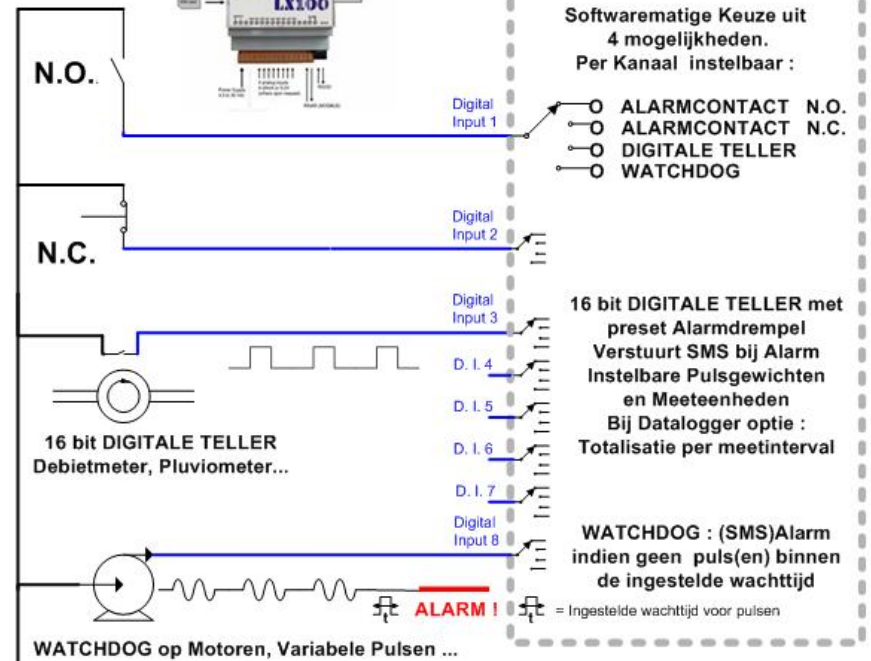 LX100
Softwarematige Keuze uit
4 mogelijkheden.
Per Kanaal instelbaar :
N.O.
Digital
Input 1
O ALARMCONTACT N.O.
O ALARMCONTACT N.C.
O DIGITALE TELLER
O WATCHDOG
N.C.
Digital
Input 2
Digital
Input 3
D. I. 4
D. I. 5
D. I. 6
D. I. 7
16 bit DIGITALE TELLER met
preset Alarmdrempel
Verstuurt SMS bij Alarm
Instelbare Pulsgewichten
en Meeteenheden
Bij Datalogger optie :
Totalisatie per meetinterval
16 bit DIGITALE TELLER
Debietmeter, Pluviometer...
Digital
Input 8
WATCHDOG : (SMS)Alarm
indien geen puls(en) binnen
de ingestelde wachttijd
t
ALARM !
t = Ingestelde wachttijd voor pulsen
WATCHDOG op Motoren, Variabele Pulsen ...